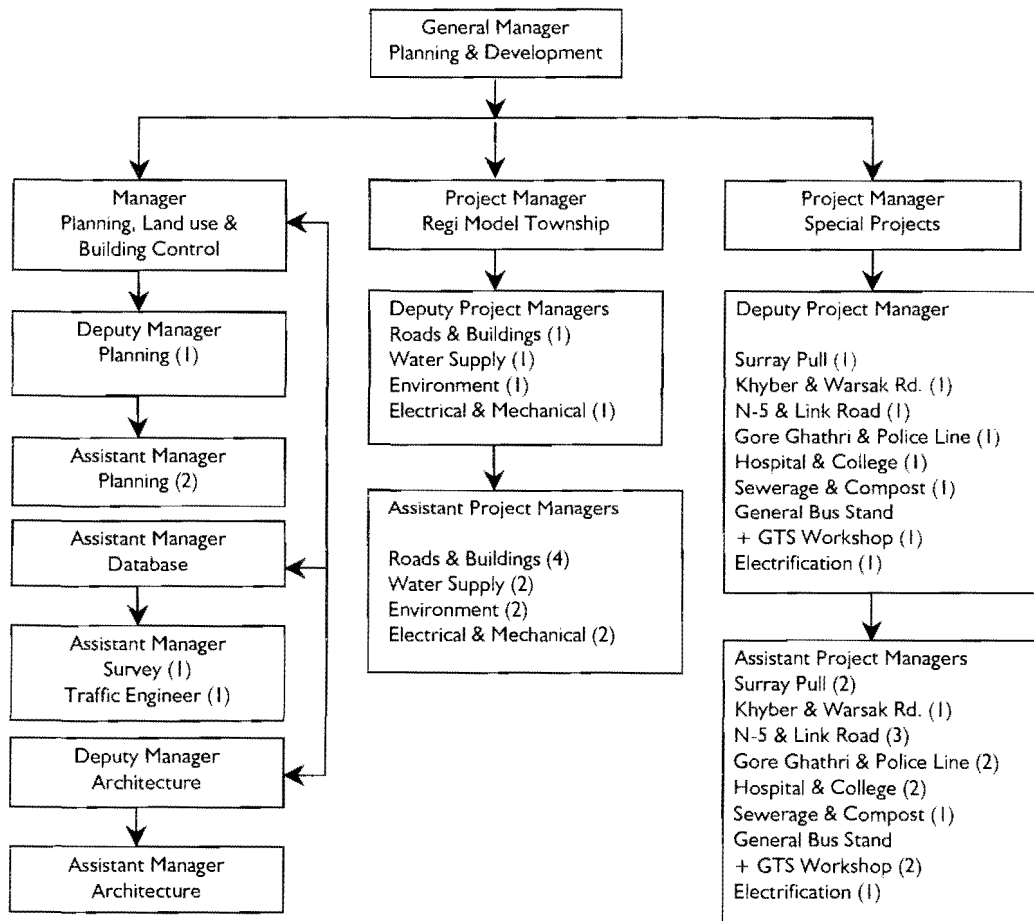 General Manager
Planning & Development
Manager
Planning, Land use &
Building Control
Deputy Manager
Planning (1)
Assistant Manager
Planning (2)
Assistant Manager
Database
Assistant Manager
Survey (1)
Traffic Engineer (1)
Deputy Manager
Architecture
Assistant Manager
Architecture
Project Manager
Regi Model Township
Deputy Project Managers
Roads & Buildings (1)
Water Supply (1)
Environment (1)
Electrical & Mechanical (1)
Assistant Project Managers
Roads & Buildings (4)
Water Supply (2)
Environment (2)
Electrical & Mechanical (2)
Project Manager
Special Projects
Deputy Project Manager
Surray Pull (1)
Khyber & Warsak Rd. (1)
N-5 & Link Road (1)
Gore Ghathri & Police Line (1)
Hospital & College (1)
Sewerage & Compost (1)
General Bus Stand
+ GTS Workshop (1)
Electrification (1)
Assistant Project Managers
Surray Pull (2)
Khyber & Warsak Rd. (1)
N-5 & Link Road (3)
Gore Ghathri & Police Line (2)
Hospital & College (2)
Sewerage & Compost (1)
General Bus Stand
+ GTS Workshop (2)
Electrification (1)